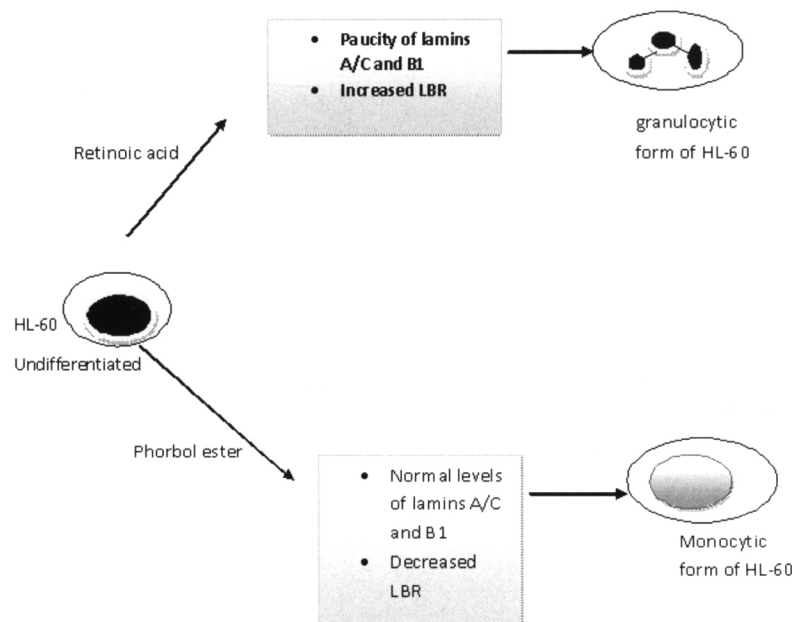 • Paucity of lamins
A/C and B1
• Increased LBR
granulocytic
form of HL-60
Retinoic acid
HL-60
Undifferentiated
Phorbol ester
• Normal levels
of lamins A/C
and B1
• Decreased
LBR
Monocytic
form of HL-60